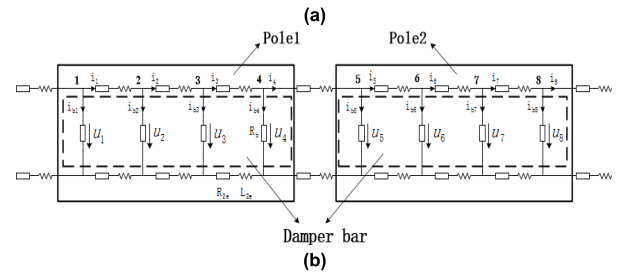 (a)
Pole1 Pole2
1 i1 2 i2 3 i3 4 i4 5 i5 6 i6 7 i7 8 i8
ib1 ib2 ib3 ib4 ib5 ib6 ib7 ib8
u1 u2 u3 Rb u4 u5 u6 u7 u8
R2e L2e
Damper bar
(b)